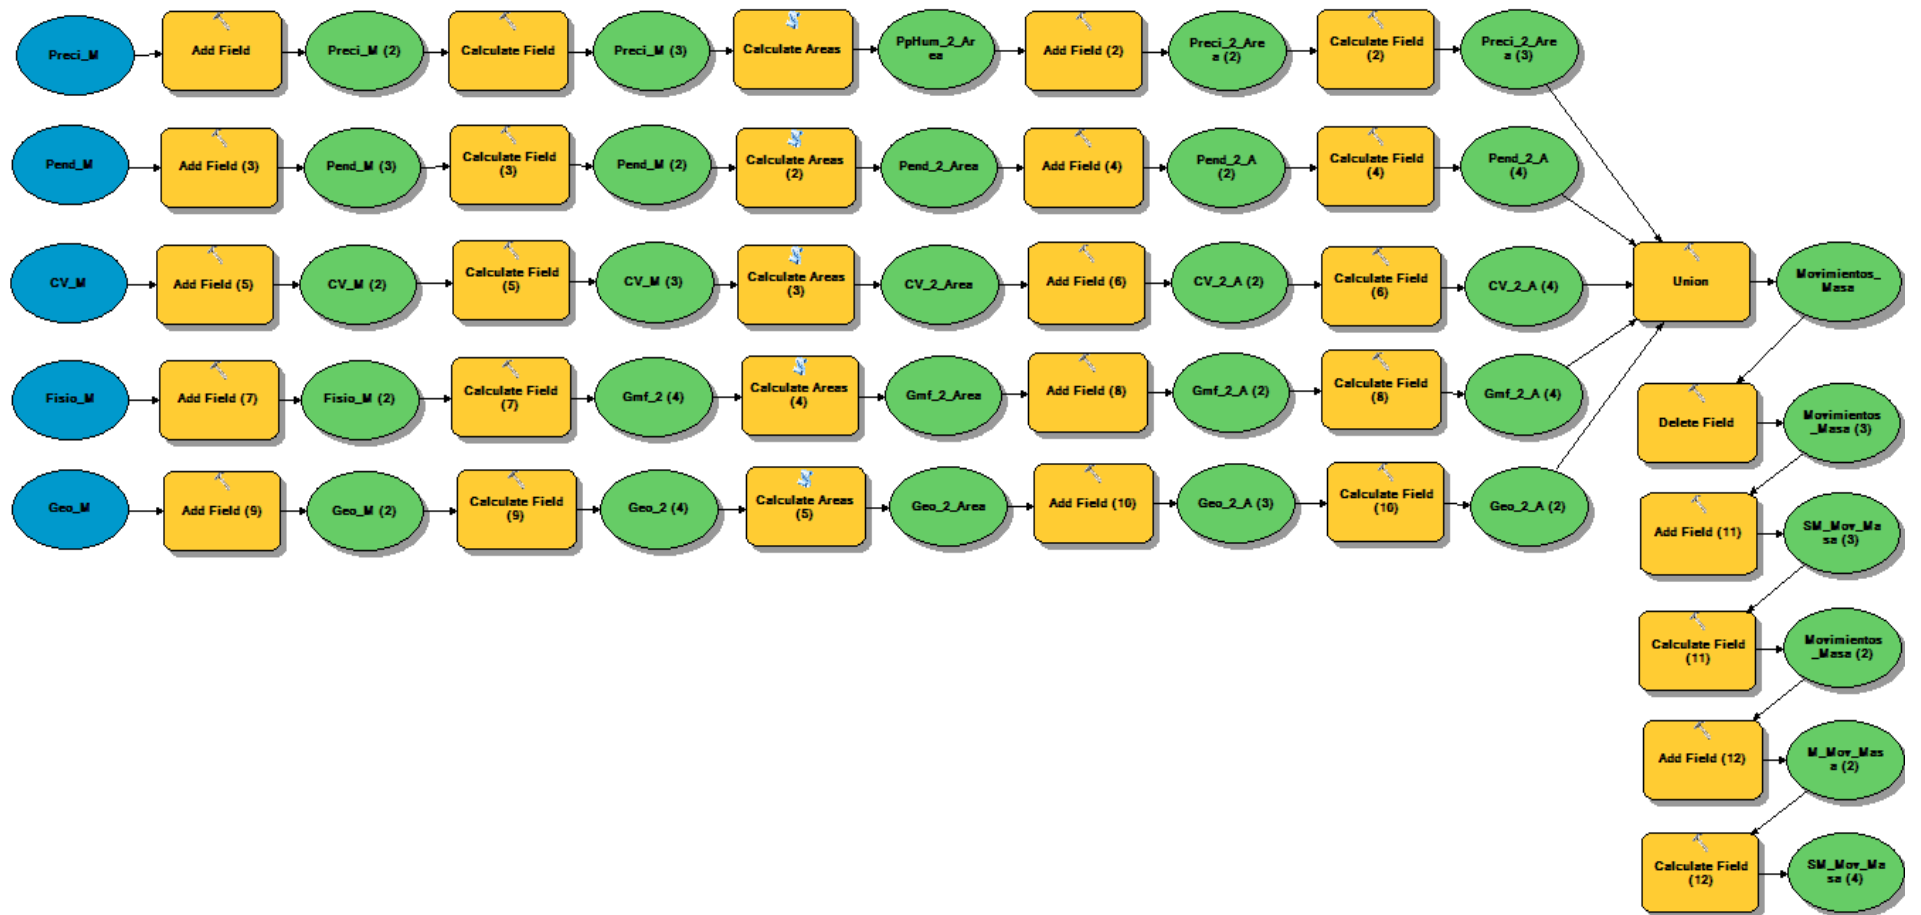 Preci_M
Add Field
Preci_M (2)
Calculate Field
Preci_M (3)
Calculate Areas
PpHum_2_Ar
ea
Add Field (2)
Preci_2_Are
a (2)
Calculate Field
(2)
Preci_2_Are
a (3)
Pend_M
Add Field (3)
Pend_M (3)
Calculate Field
(3)
Pend_M (2)
Calculate Areas
(2)
Pend_2_Area
Add Field (4)
Pend_2_A
(2)
Calculate Field
(4)
Pend_2_A
(4)
CV_M
Add Field (5)
CV_M (2)
Calculate Field
(5)
CV_M (3)
Calculate Areas
(3)
CV_2_Area
Add Field (6)
CV_2_A (2)
Calculate Field
(6)
CV_2_A (4)
Union
Movimientos_
Masa
Fisio_M
Add Field (7)
Fisio_M (2)
Calculate Field
(7)
Gmf_2 (4)
Calculate Areas
(4)
Gmf_2_Area
Add Field (8)
Gmf_2_A (2)
Calculate Field
(8)
Gmf_2_A (4)
Delete Field
Movimientos
_Masa (3)
Geo_M
Add Field (9)
Geo_M (2)
Calculate Field
(9)
Geo_2 (4)
Calculate Areas
(5)
Geo_2_Area
Add Field (10)
Geo_2_A (3)
Calculate Field
(10)
Geo_2_A (2)
Add Field (11)
SM_Mov_Ma
sa (3)
Calculate Field
(11)
Movimientos
_Masa (2)
Add Field (12)
M_Mov_Mas
a (2)
Calculate Field
(12)
SM_Mov_Ma
sa (4)